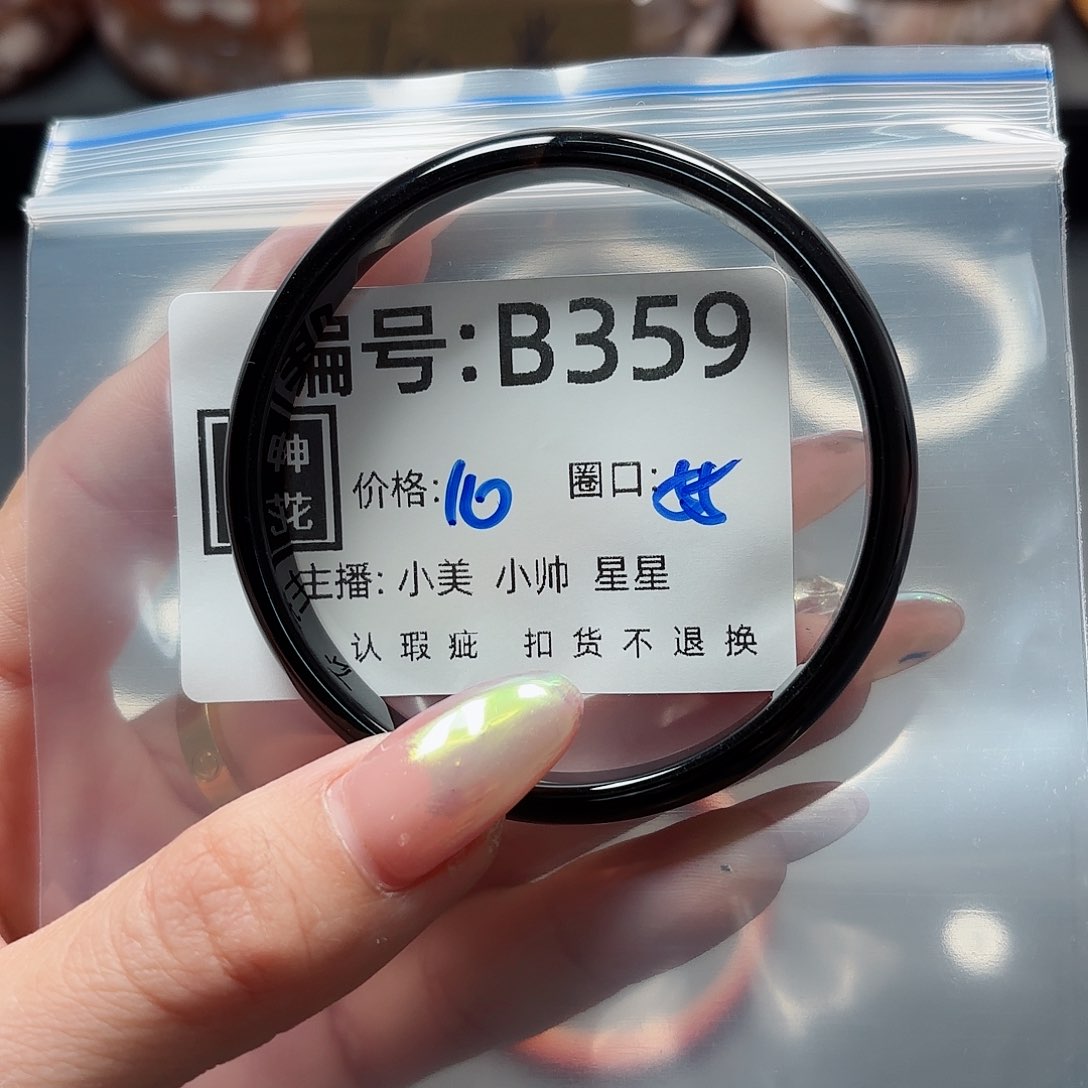 编号:B359
价格: 圈口:
主播: 小美 小帅 星星
认 瑕 疵 扣 货 不 退 换